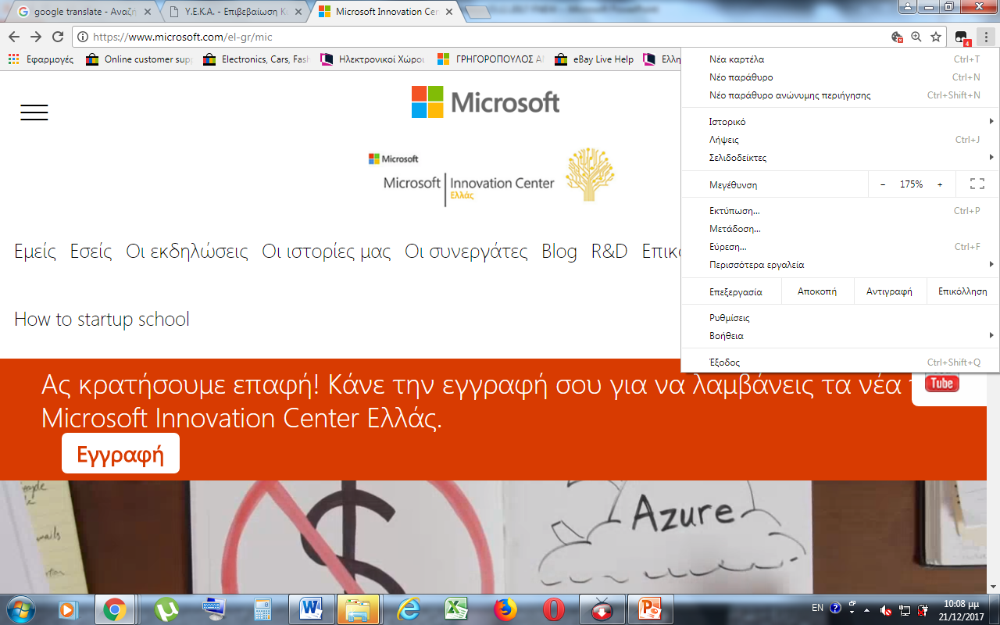 google translate - Αναζή
Υ.Ε.Κ.Α. - Επιβεβαίωση Κ
Microsoft Innovation Cen
https://www.microsoft.com/el-gr/mic
4
Εφαρμογές
Online customer sup
Electronics, Cars, Fash
Ηλεκτρονικοί Χώροι
ΓΡΗΓΟΡΟΠΟΥΛΟΣ ΑΓ
eBay Live Help
Ελλη
Νέα καρτέλα Ctrl+T
Νέο παράθυρο Ctrl+N
Νέο παράθυρο ανώνυμης περιήγησης Ctrl+Shift+N
Ιστορικό
Λήψεις Ctrl+J
Σελιδοδείκτες
Μεγέθυνση − 175% +
Εκτύπωση... Ctrl+P
Μετάδοση...
Εύρεση... Ctrl+F
Περισσότερα εργαλεία
Επεξεργασία Αποκοπή Αντιγραφή Επικόλληση
Ρυθμίσεις
Βοήθεια
Έξοδος Ctrl+Shift+Q
Microsoft
Microsoft
Microsoft Innovation Center
Ελλάς
Εμείς Εσείς Οι εκδηλώσεις Οι ιστορίες μας Οι συνεργάτες Blog R&D Επικο
How to startup school
Tube
Ας κρατήσουμε επαφή! Κάνε την εγγραφή σου για να λαμβάνεις τα νέα
Microsoft Innovation Center Ελλάς.
Εγγραφή
$
Azure
EN
10:08 μμ
21/12/2017